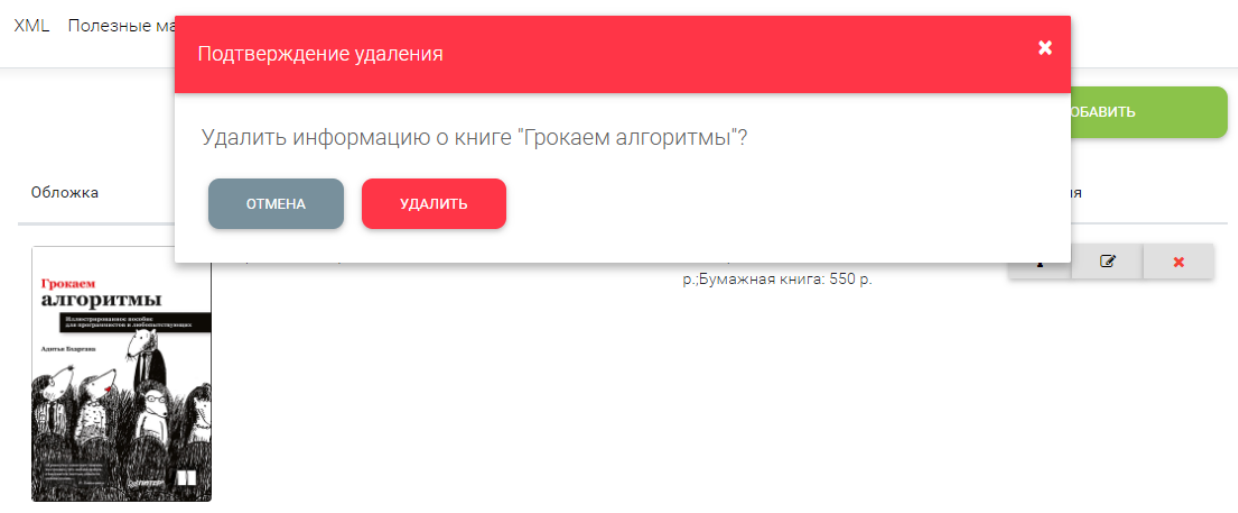 XML Полезные ма
Подтверждение удаления
ОБАВИТЬ
Удалить информацию о книге "Грокаем алгоритмы"?
Обложка
ия
ОТМЕНА УДАЛИТЬ
р.;Бумажная книга: 550 р.
Грокаем
алгоритмы
Иллюстрированное пособие
для программистов и любопытствующих
Адитья Бхаргава